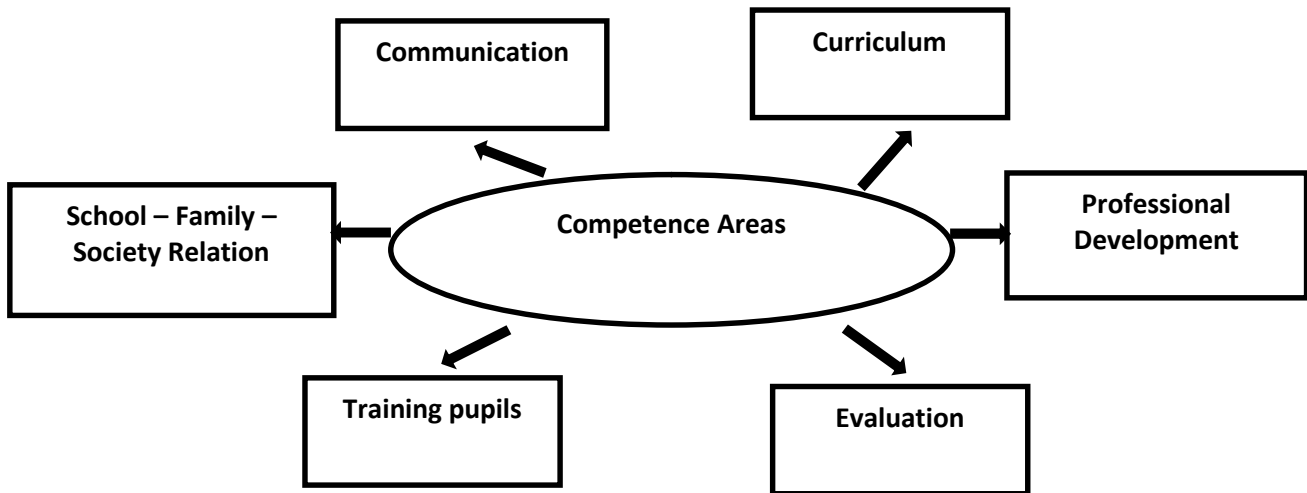 Communication
Curriculum
School – Family –
Society Relation
Competence Areas
Professional
Development
Training pupils
Evaluation